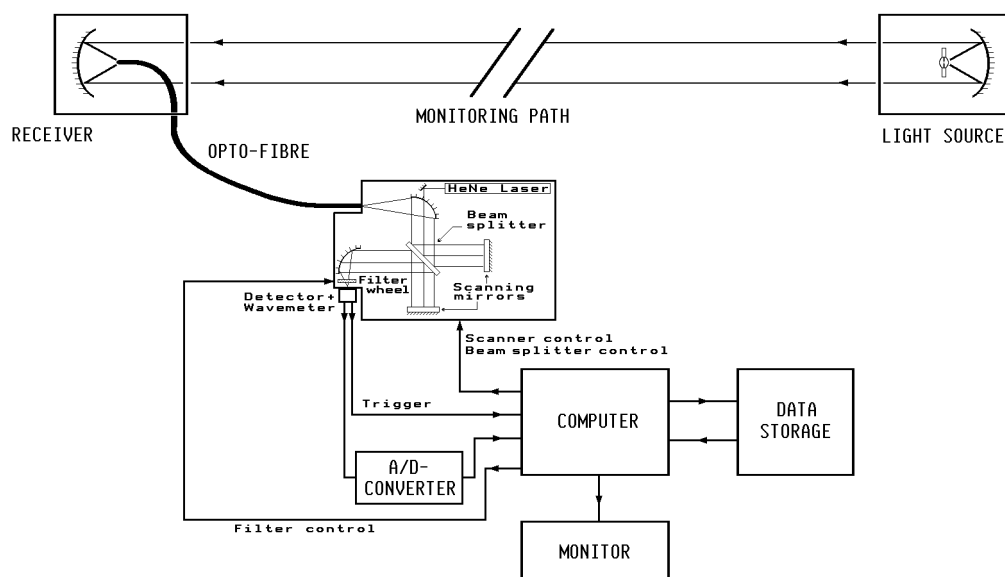 MONITORING PATH
RECEIVER
LIGHT SOURCE
OPTO-FIBRE
HeNe Laser
Beam
splitter
Filter
wheel
Scanning
mirrors
Detector+
Wavemeter
Scanner control
Beam splitter control
Trigger
COMPUTER
DATA
STORAGE
A/D-
CONVERTER
Filter control
MONITOR